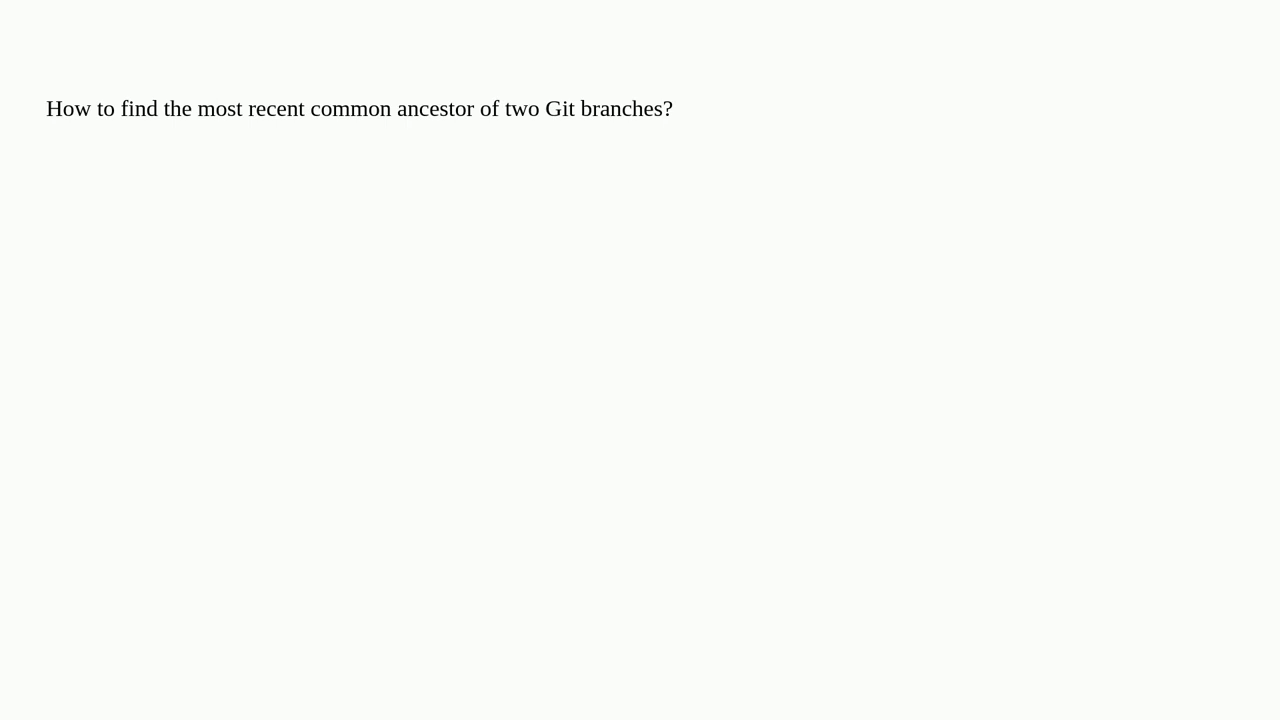 How to find the most recent common ancestor of two Git branches?